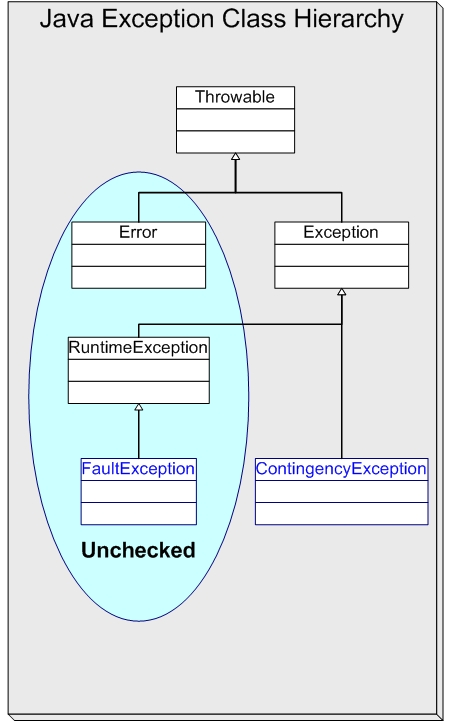 Java Exception Class Hierarchy
Throwable
Error
Exception
RuntimeException
FaultException
ContingencyException
Unchecked